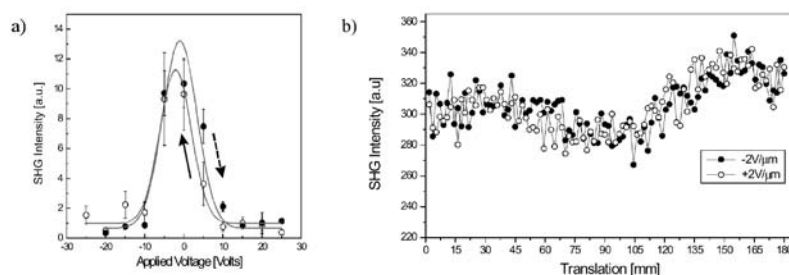 a)
SHG Intensity [a.u.]
14
12
10
8
6
4
2
0
-30 -20 -10 0 10 20 30
Applied Voltage [Volts]
b)
SHG Intensity [a.u]
360
340
320
300
280
260
240
220
-2V/μm
+2V/μm
0 15 30 45 60 75 90 105 120 135 150 165 180
Translation [mm]